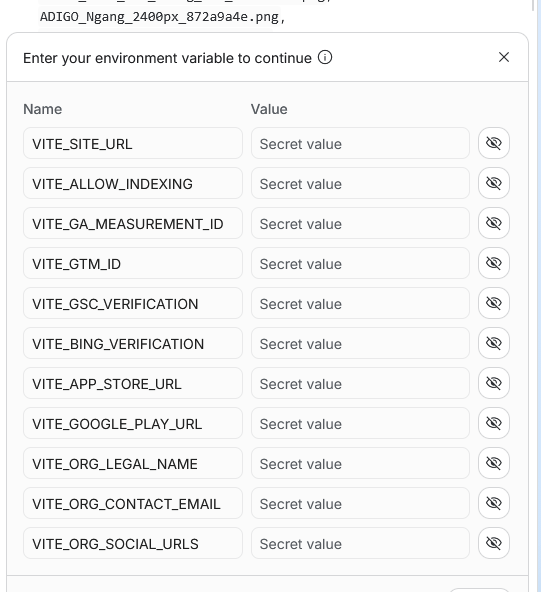 ADIGO_Ngang_2400px_872a9a4e.png,
Enter your environment variable to continue
Name Value
VITE_SITE_URL Secret value
VITE_ALLOW_INDEXING Secret value
VITE_GA_MEASUREMENT_ID Secret value
VITE_GTM_ID Secret value
VITE_GSC_VERIFICATION Secret value
VITE_BING_VERIFICATION Secret value
VITE_APP_STORE_URL Secret value
VITE_GOOGLE_PLAY_URL Secret value
VITE_ORG_LEGAL_NAME Secret value
VITE_ORG_CONTACT_EMAIL Secret value
VITE_ORG_SOCIAL_URLS Secret value